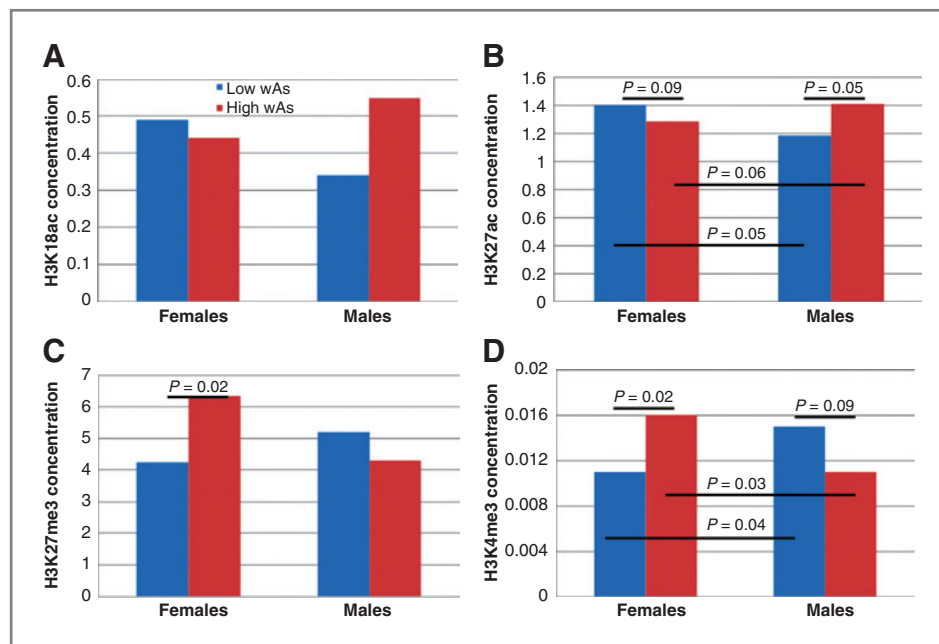 A
H3K18ac concentration
0.6
0.5
0.4
0.3
0.2
0.1
0
Low wAs
High wAs
Females
Males
B
H3K27ac concentration
1.6
1.4
1.2
1
0.8
0.6
0.4
0.2
0
P = 0.09
P = 0.05
P = 0.06
P = 0.05
Females
Males
C
H3K27me3 concentration
7
6
5
4
3
2
1
0
P = 0.02
Females
Males
D
H3K4me3 concentration
0.02
0.016
0.012
0.008
0.004
0
P = 0.02
P = 0.09
P = 0.03
P = 0.04
Females
Males